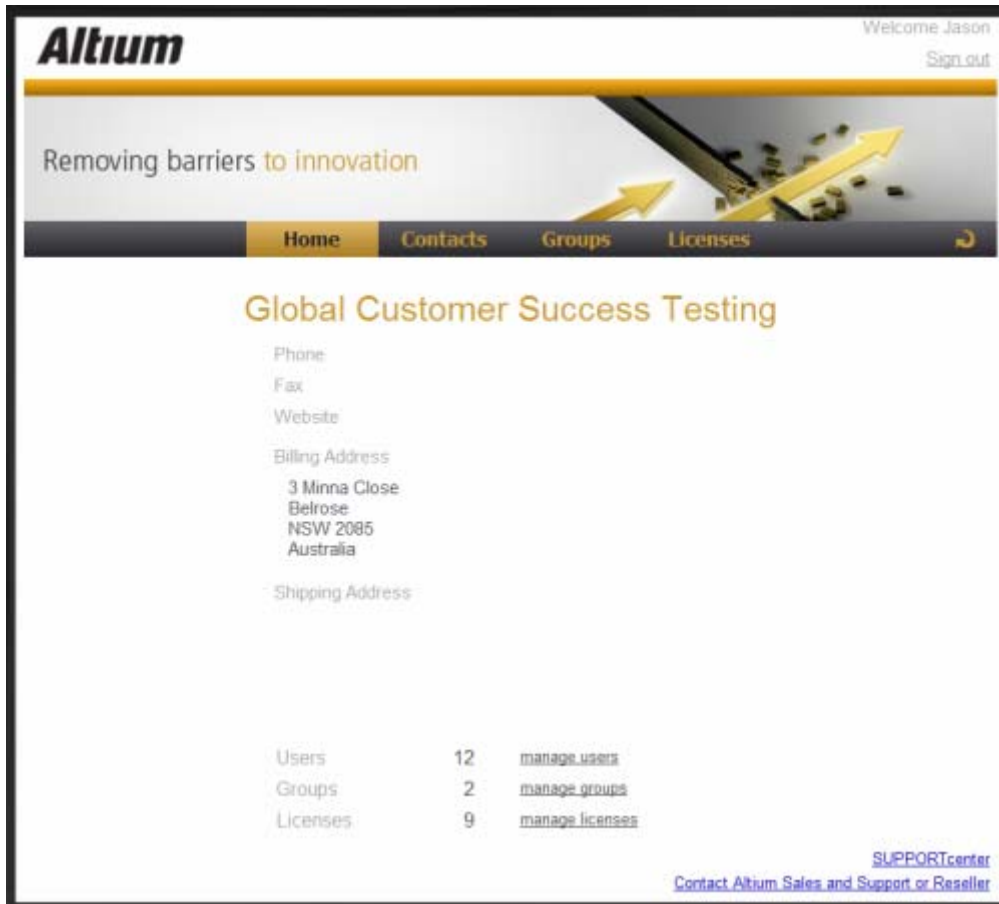 Altium
Welcome Jason
Sign out
Removing barriers to innovation
Home Contacts Groups Licenses
Global Customer Success Testing
Phone
Fax
Website
Billing Address
3 Minna Close
Belrose
NSW 2085
Australia
Shipping Address
Users 12 manage users
Groups 2 manage groups
Licenses 9 manage licenses
SUPPORTcenter
Contact Altium Sales and Support or Reseller